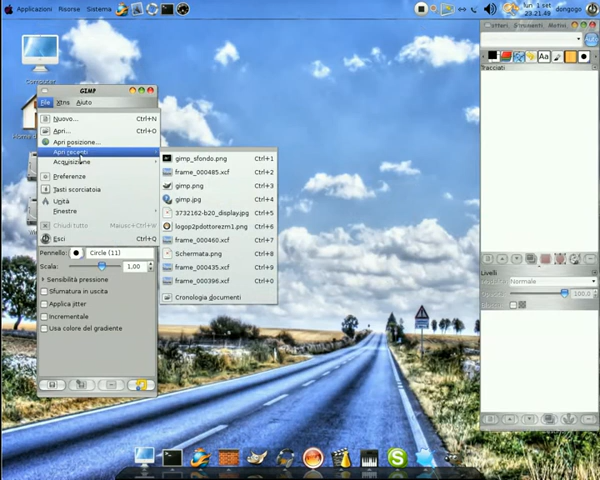 Applicazioni Risorse Sistema
lun 1 set
23.21.49
dongogo
Strumenti
Auto
Computer
GIMP
File Xtns Aiuto
Nuovo... Ctrl+N
Apri... Ctrl+O
Apri posizione...
Apri recenti
Acquisizione
Preferenze
Tasti scorciatoia
Unità
Finestre
Chiudi tutto Maiusc+Ctrl+W
Esci Ctrl+Q
gimp_sfondo.png Ctrl+1
frame_000485.xcf Ctrl+2
gimp.png Ctrl+3
gimp.jpg Ctrl+4
3732162-b20_display.jpg Ctrl+5
logop2pdottorezm1.png Ctrl+6
frame_000460.xcf Ctrl+7
Schermata.png Ctrl+8
frame_000435.xcf Ctrl+9
frame_000396.xcf Ctrl+0
Cronologia documenti
Pennello: Circle (11)
Scala: 1.00
Sensibilità pressione
Sfumatura in uscita
Applica jitter
Incrementale
Usa colore del gradiente
Tracciati
Aa
Livelli
Normale
100,0